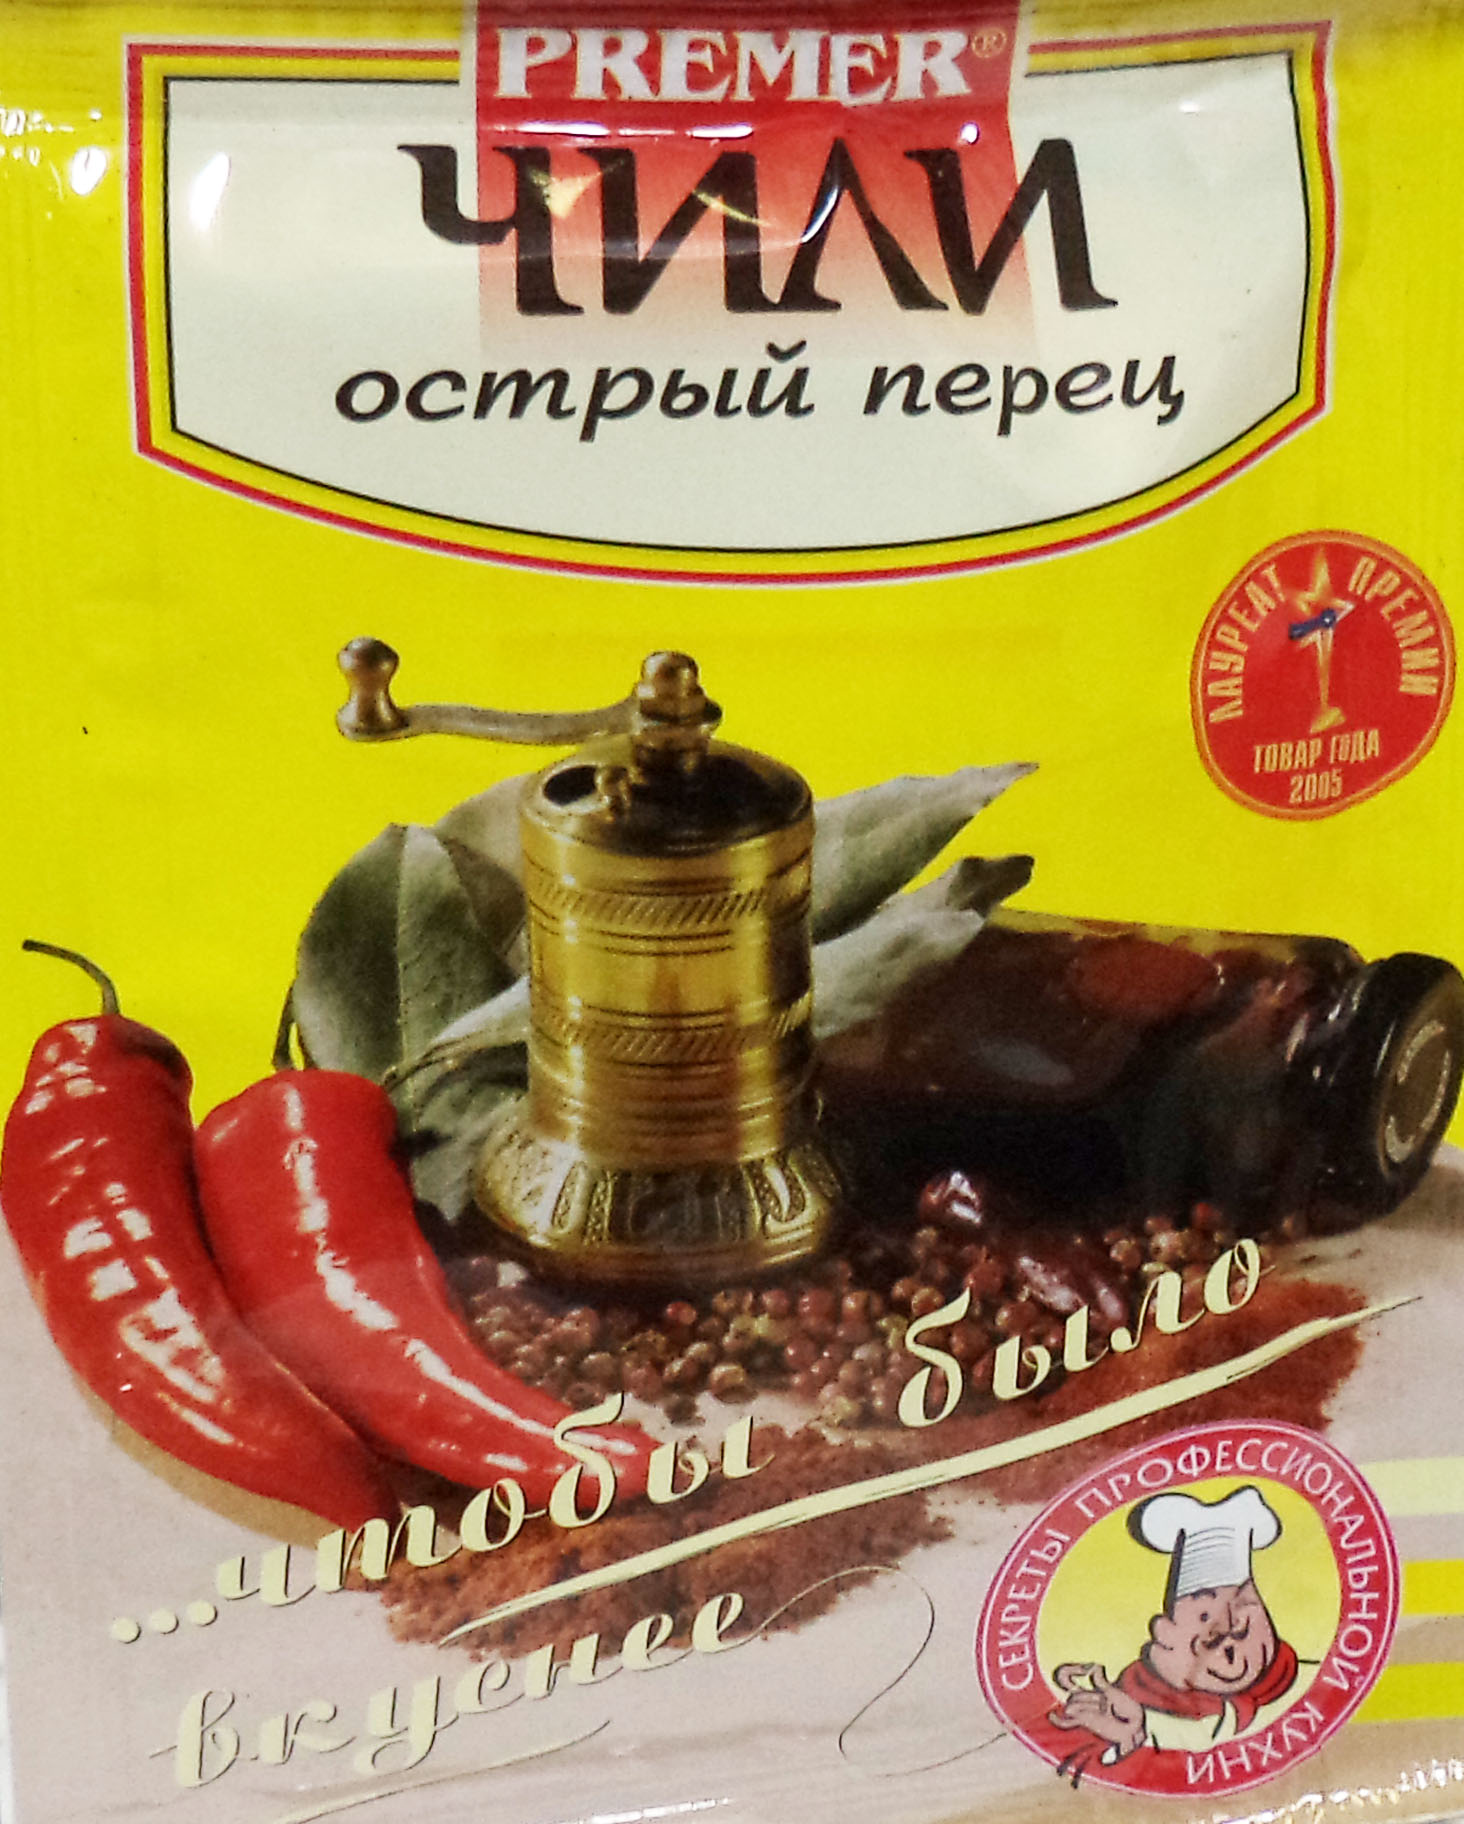 PREMER®
ЧИЛИ
острый перец
ЛАУРЕАТ ПРЕМИИ
ТОВАР ГОДА
2005
...чтобы было
вкуснее
СЕКРЕТЫ ПРОФЕССИОНАЛЬНОЙ КУХНИ